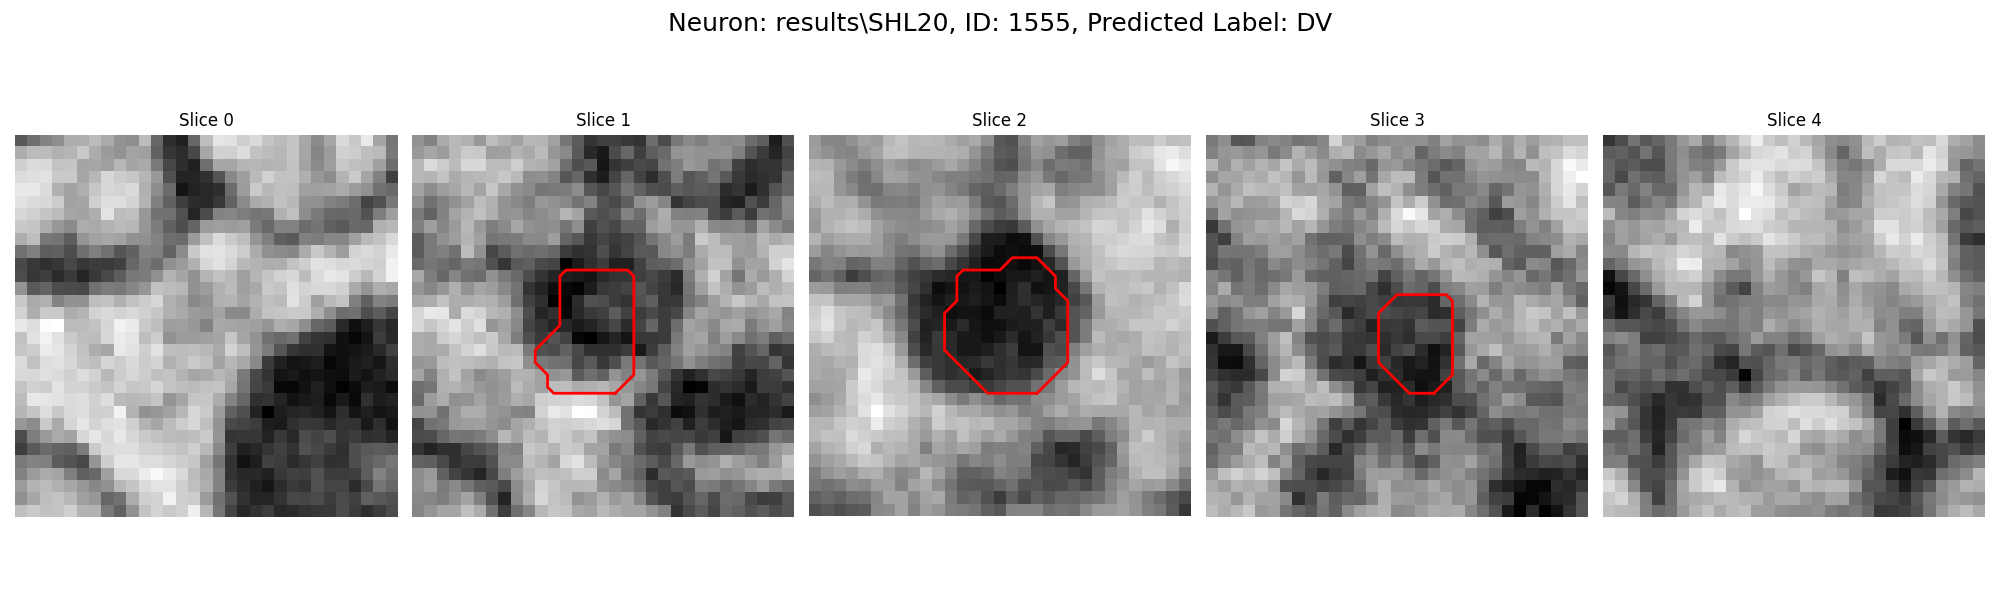 Neuron: results\SHL20, ID: 1555, Predicted Label: DV
Slice 0
Slice 1
Slice 2
Slice 3
Slice 4